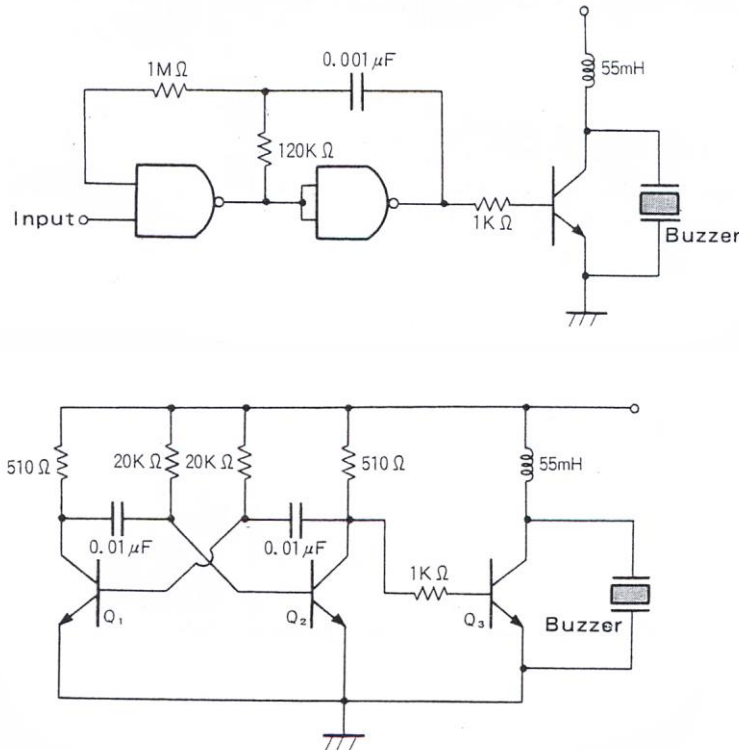 1MΩ
0.001μF
55mH
120KΩ
Input
1KΩ
Buzzer
510Ω
20KΩ
20KΩ
510Ω
55mH
0.01μF
0.01μF
1KΩ
Q₁
Q₂
Q₃
Buzzer